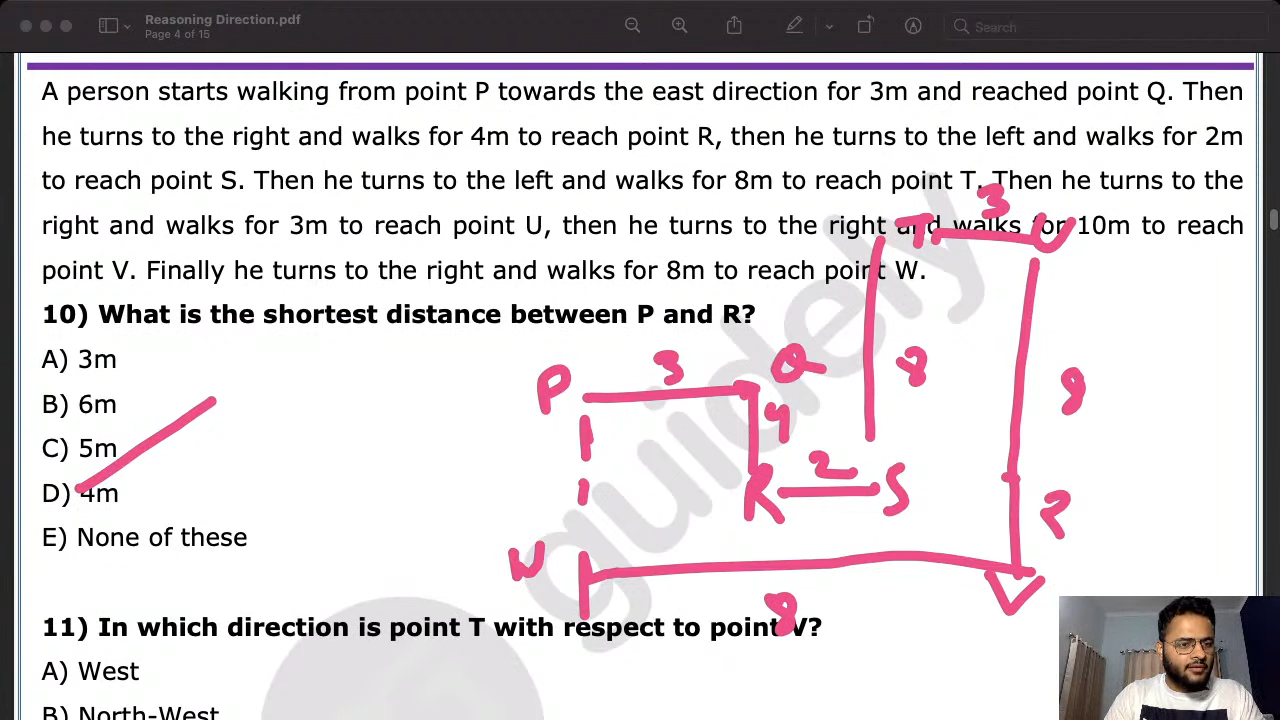 Reasoning Direction.pdf
Page 4 of 15
Search
A person starts walking from point P towards the east direction for 3m and reached point Q. Then
he turns to the right and walks for 4m to reach point R, then he turns to the left and walks for 2m
to reach point S. Then he turns to the left and walks for 8m to reach point T. Then he turns to the
right and walks for 3m to reach point U, then he turns to the right and walks for 10m to reach
point V. Finally he turns to the right and walks for 8m to reach point W.
10) What is the shortest distance between P and R?
A) 3m
B) 6m
C) 5m
D) 4m
E) None of these
T 3 U
P 3 Q
4
8
8
R 2 S
2
W
V
8
guidely
11) In which direction is point T with respect to point V?
A) West
B) North-West